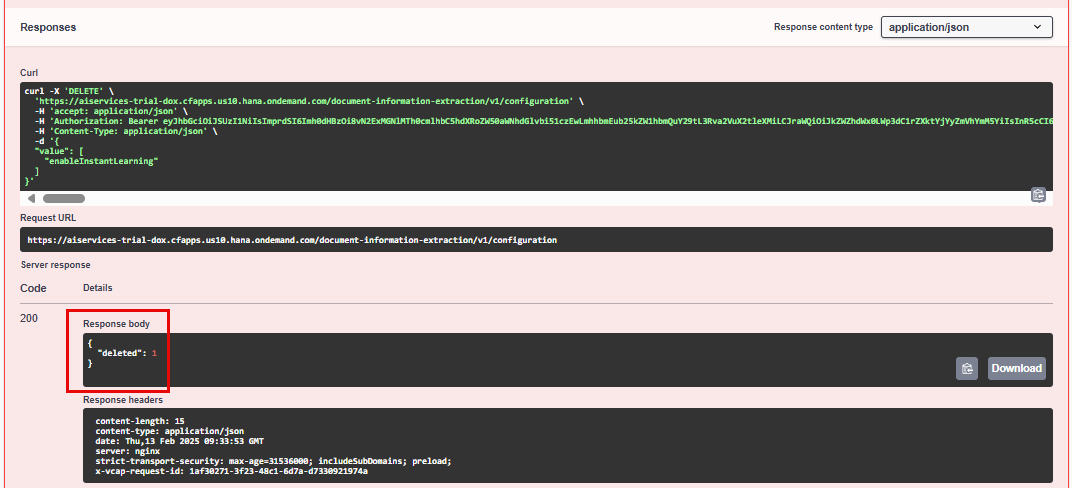 Responses
Response content type
application/json
Curl
curl -X 'DELETE' \
'https://aiservices-trial-dox.cfapps.us10.hana.ondemand.com/document-information-extraction/v1/configuration' \
-H 'accept: application/json' \
-H 'Authorization: Bearer
-H 'Content-Type: application/json' \
-d '{
"value": [
"enableInstantLearning"
]
}'
Request URL
https://aiservices-trial-dox.cfapps.us10.hana.ondemand.com/document-information-extraction/v1/configuration
Server response
Code
Details
200
Response body
{
"deleted": 1
}
Download
Response headers
content-length: 15
content-type: application/json
date: Thu,13 Feb 2025 09:33:53 GMT
server: nginx
strict-transport-security: max-age=31536000; includeSubDomains; preload;
x-vcap-request-id: 1af30271-3f23-48c1-6d7a-d7330921974a